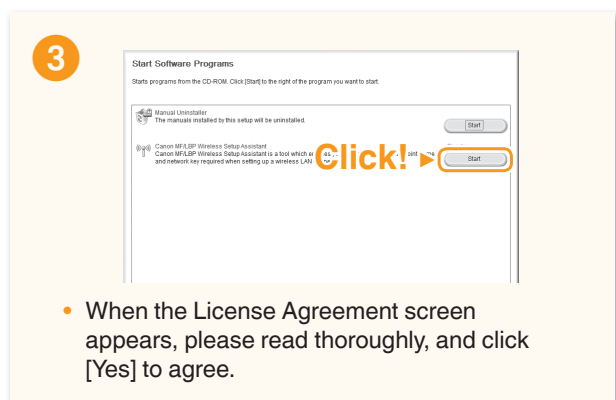 3
Start Software Programs
Starts programs from the CD-ROM. Click [Start] to the right of the program you want to start.
Manual Uninstaller
The manuals installed by this setup will be uninstalled.
Start
Canon MF/LBP Wireless Setup Assistant
Canon MF/LBP Wireless Setup Assistant is a tool which
and network key required when setting up a wireless LAN
Click!
Start
• When the License Agreement screen
appears, please read thoroughly, and click
[Yes] to agree.